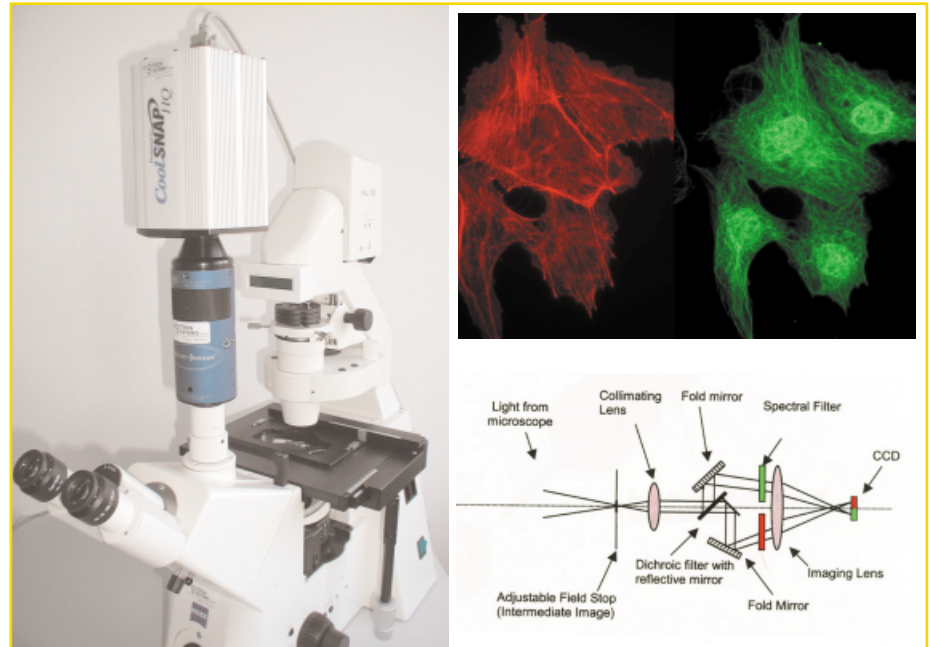 CoolSNAP HQ
ZEISS
Light from
microscope
Collimating
Lens
Fold mirror
Spectral Filter
CCD
Dichroic filter with
reflective mirror
Imaging Lens
Adjustable Field Stop
(Intermediate Image)
Fold Mirror